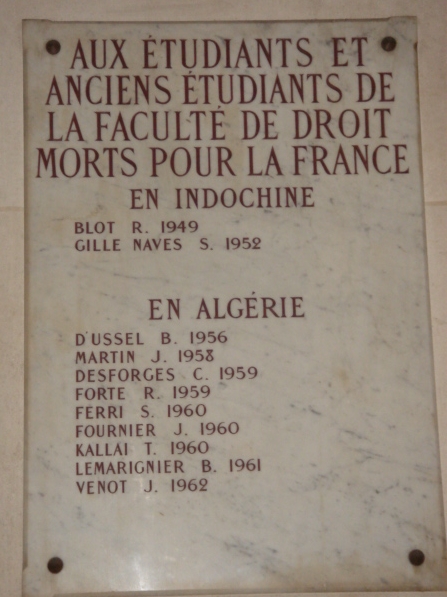 AUX ÉTUDIANTS ET
ANCIENS ÉTUDIANTS DE
LA FACULTÉ DE DROIT
MORTS POUR LA FRANCE
EN INDOCHINE
BLOT R. 1949
GILLE NAVES S. 1952
EN ALGÉRIE
D'USSEL B. 1956
MARTIN J. 1958
DESFORGES C. 1959
FORTE R. 1959
FERRI S. 1960
FOURNIER J. 1960
KALLAI T. 1960
LEMARIGNIER B. 1961
VENOT J. 1962